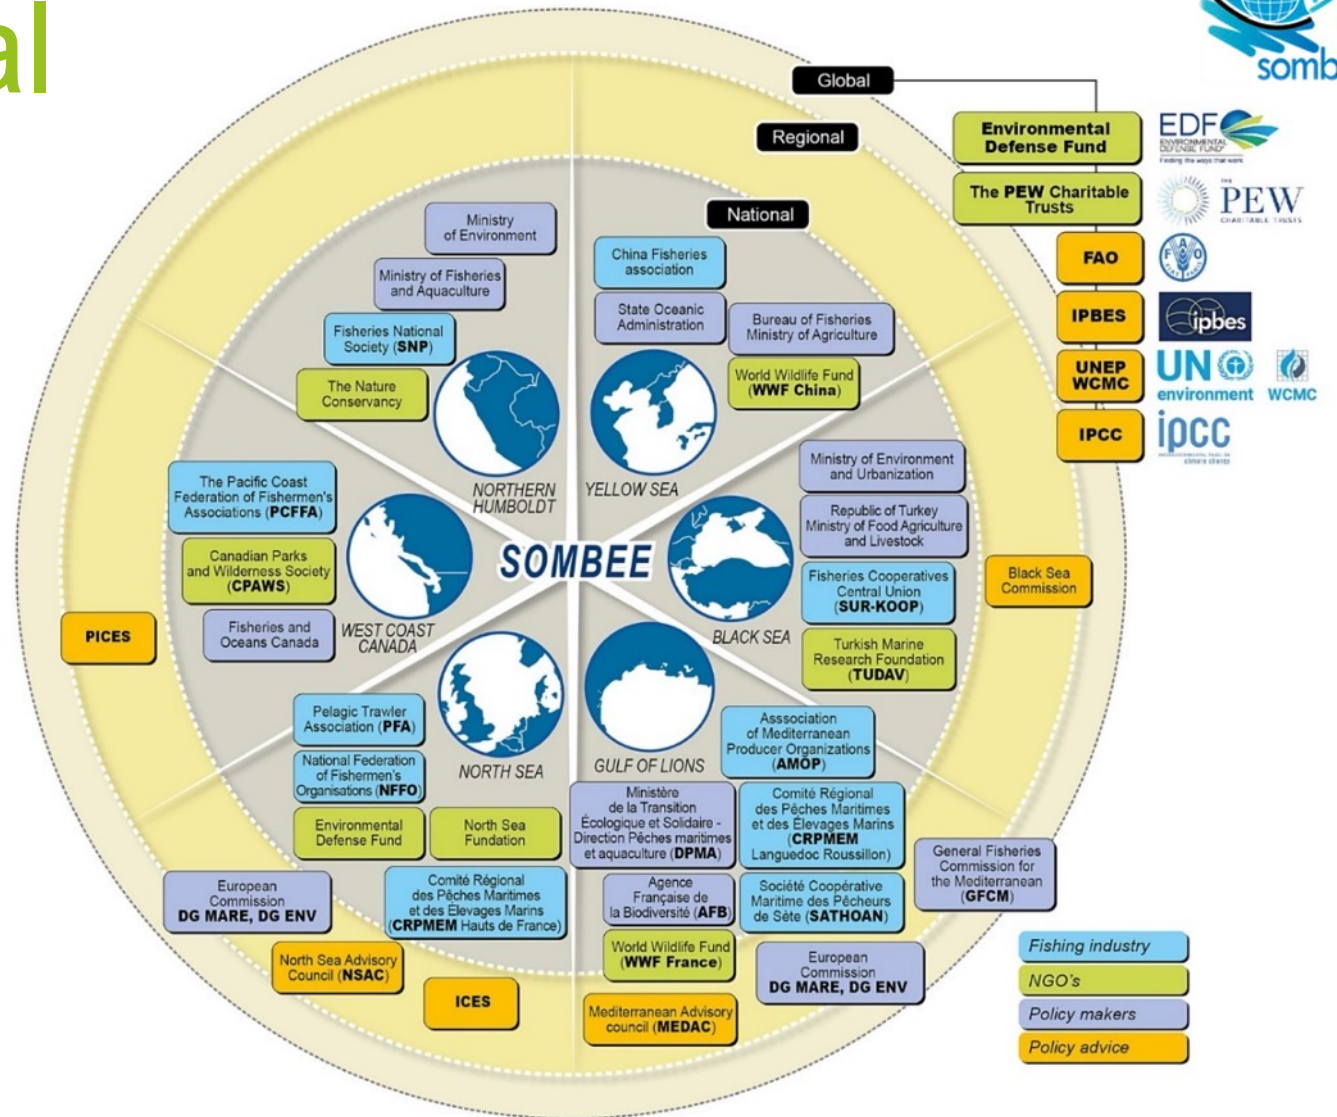 al
somb
Global
Regional
National
Environmental
Defense Fund
EDF
ENVIRONMENTAL
DEFENSE FUND
Finding the ways that work
The PEW Charitable
Trusts
THE
PEW
CHARITABLE TRUSTS
FAO
F A O
FIAT PANIS
IPBES
ipbes
UNEP
WCMC
UN
environment
WCMC
IPCC
ipcc
INTERGOVERNMENTAL PANEL ON
climate change
Ministry
of Environment
Ministry of Fisheries
and Aquaculture
Fisheries National
Society (SNP)
The Nature
Conservancy
NORTHERN
HUMBOLDT
China Fisheries
association
State Oceanic
Administration
Bureau of Fisheries
Ministry of Agriculture
World Wildlife Fund
(WWF China)
YELLOW SEA
The Pacific Coast
Federation of Fishermen's
Associations (PCFFA)
Canadian Parks
and Wilderness Society
(CPAWS)
Fisheries and
Oceans Canada
WEST COAST
CANADA
PICES
SOMBEE
Ministry of Environment
and Urbanization
Republic of Turkey
Ministry of Food Agriculture
and Livestock
Fisheries Cooperatives
Central Union
(SUR-KOOP)
Turkish Marine
Research Foundation
(TUDAV)
BLACK SEA
Black Sea
Commission
Pelagic Trawler
Association (PFA)
National Federation
of Fishermen's
Organisations (NFFO)
Environmental
Defense Fund
North Sea
Fundation
Comité Régional
des Pêches Maritimes
et des Élevages Marins
(CRPMEM Hauts de France)
NORTH SEA
European
Commission
DG MARE, DG ENV
North Sea Advisory
Council (NSAC)
ICES
GULF OF LIONS
Asssociation
of Mediterranean
Producer Organizations
(AMOP)
Ministère
de la Transition
Écologique et Solidaire -
Direction Pêches maritimes
et aquaculture (DPMA)
Comité Régional
des Pêches Maritimes
et des Élevages Marins
(CRPMEM
Languedoc Roussillon)
Agence
Française de
la Biodiversité (AFB)
Société Coopérative
Maritime des Pêcheurs
de Sète (SATHOAN)
World Wildlife Fund
(WWF France)
General Fisheries
Commission for
the Mediterranean
(GFCM)
European
Commission
DG MARE, DG ENV
Mediterranean Advisory
council (MEDAC)
Fishing industry
NGO's
Policy makers
Policy advice